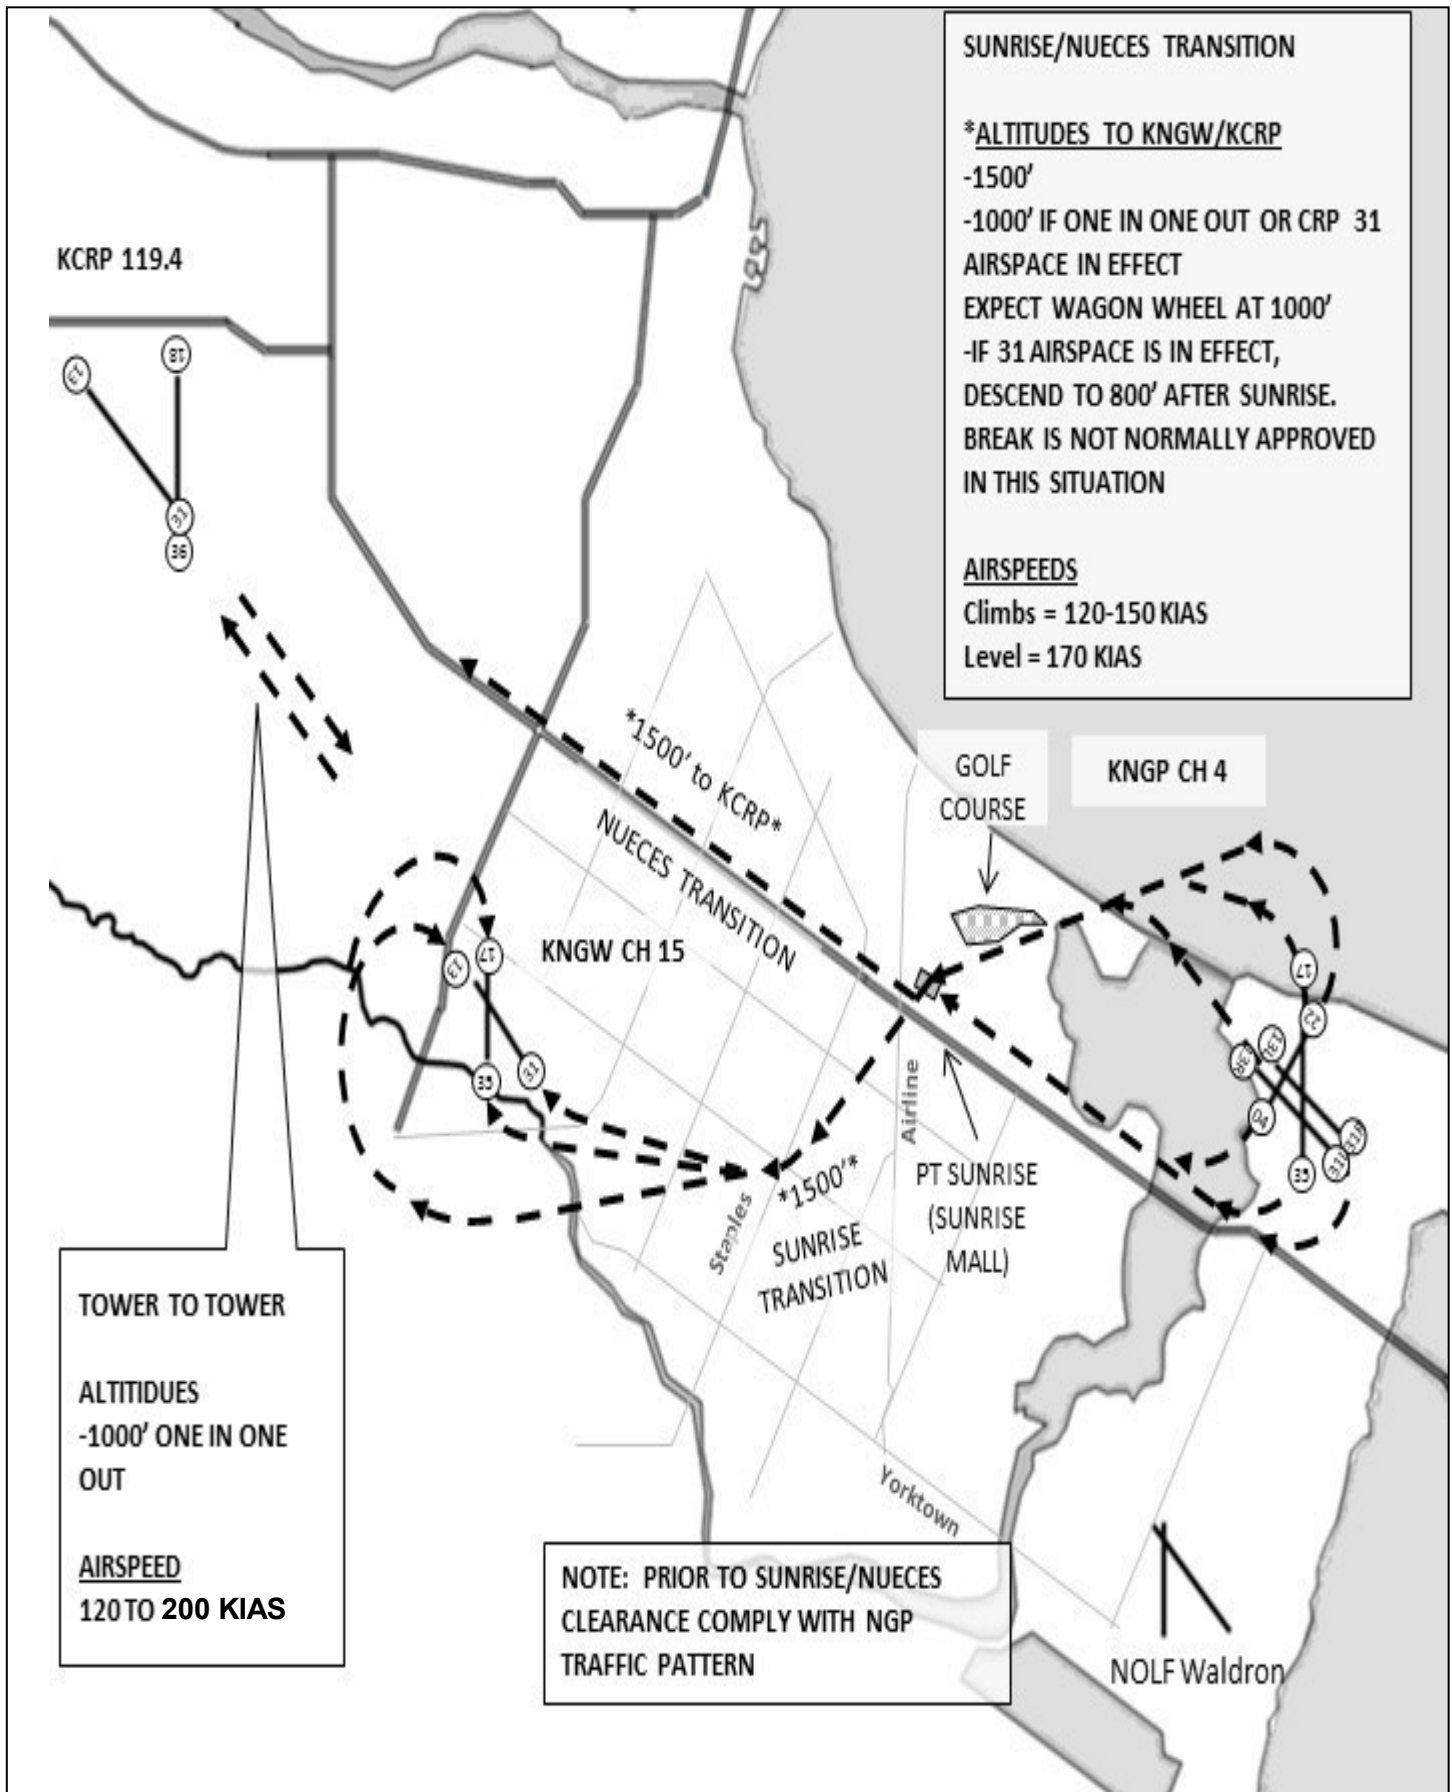 SUNRISE/NUECES TRANSITION
*ALTITUDES TO KNGW/KCRP
-1500'
-1000' IF ONE IN ONE OUT OR CRP 31
AIRSPACE IN EFFECT
EXPECT WAGON WHEEL AT 1000'
-IF 31 AIRSPACE IS IN EFFECT,
DESCEND TO 800' AFTER SUNRISE.
BREAK IS NOT NORMALLY APPROVED
IN THIS SITUATION
AIRSPEEDS
Climbs = 120-150 KIAS
Level = 170 KIAS
KCRP 119.4
13
18
31
36
*1500' to KCRP*
NUECES TRANSITION
GOLF
COURSE
KNGP CH 4
KNGW CH 15
13
17
35
31
17
22
13L
13R
04
31R
31L
35
Airline
PT SUNRISE
(SUNRISE
MALL)
*1500'*
SUNRISE
TRANSITION
Staples
Yorktown
TOWER TO TOWER
ALTITIDUES
-1000' ONE IN ONE
OUT
AIRSPEED
120 TO 200 KIAS
NOTE: PRIOR TO SUNRISE/NUECES
CLEARANCE COMPLY WITH NGP
TRAFFIC PATTERN
NOLF Waldron